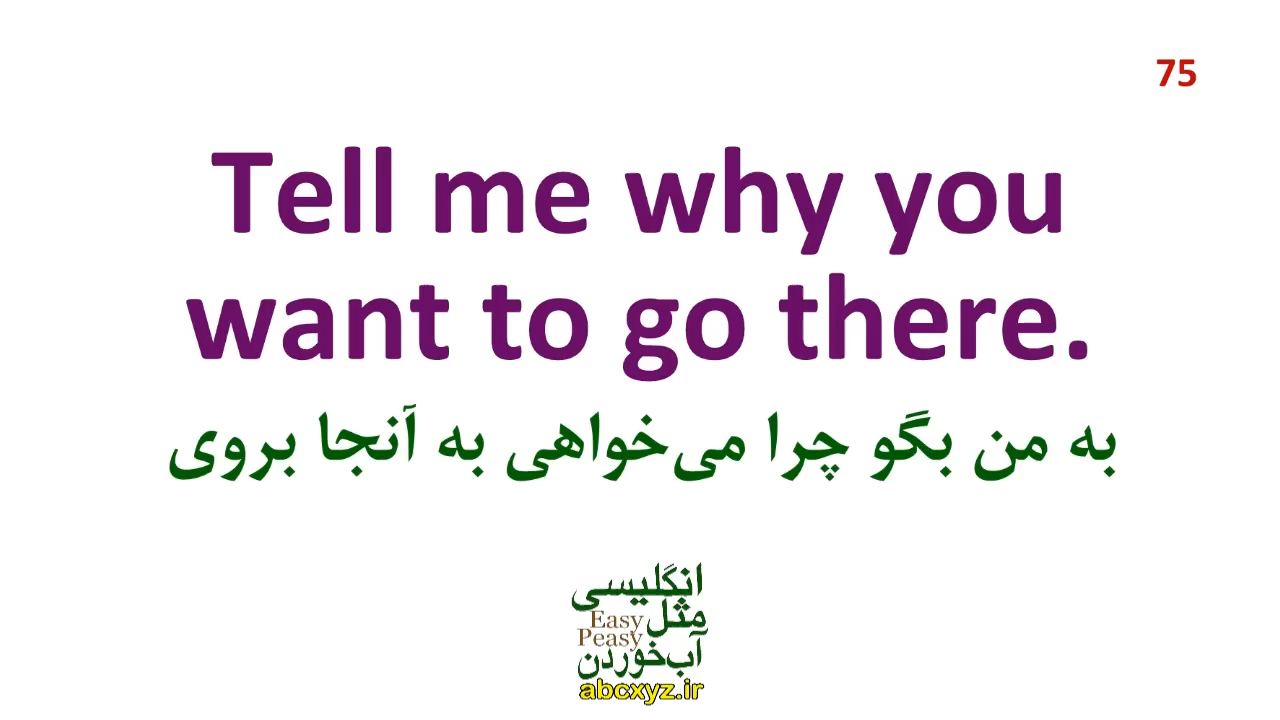 75
Tell me why you
want to go there.
به من بگو چرا می‌خواهی به آنجا بروی
انگلیسی
مثل
Easy
Peasy
آب‌خوردن
abcxyz.ir